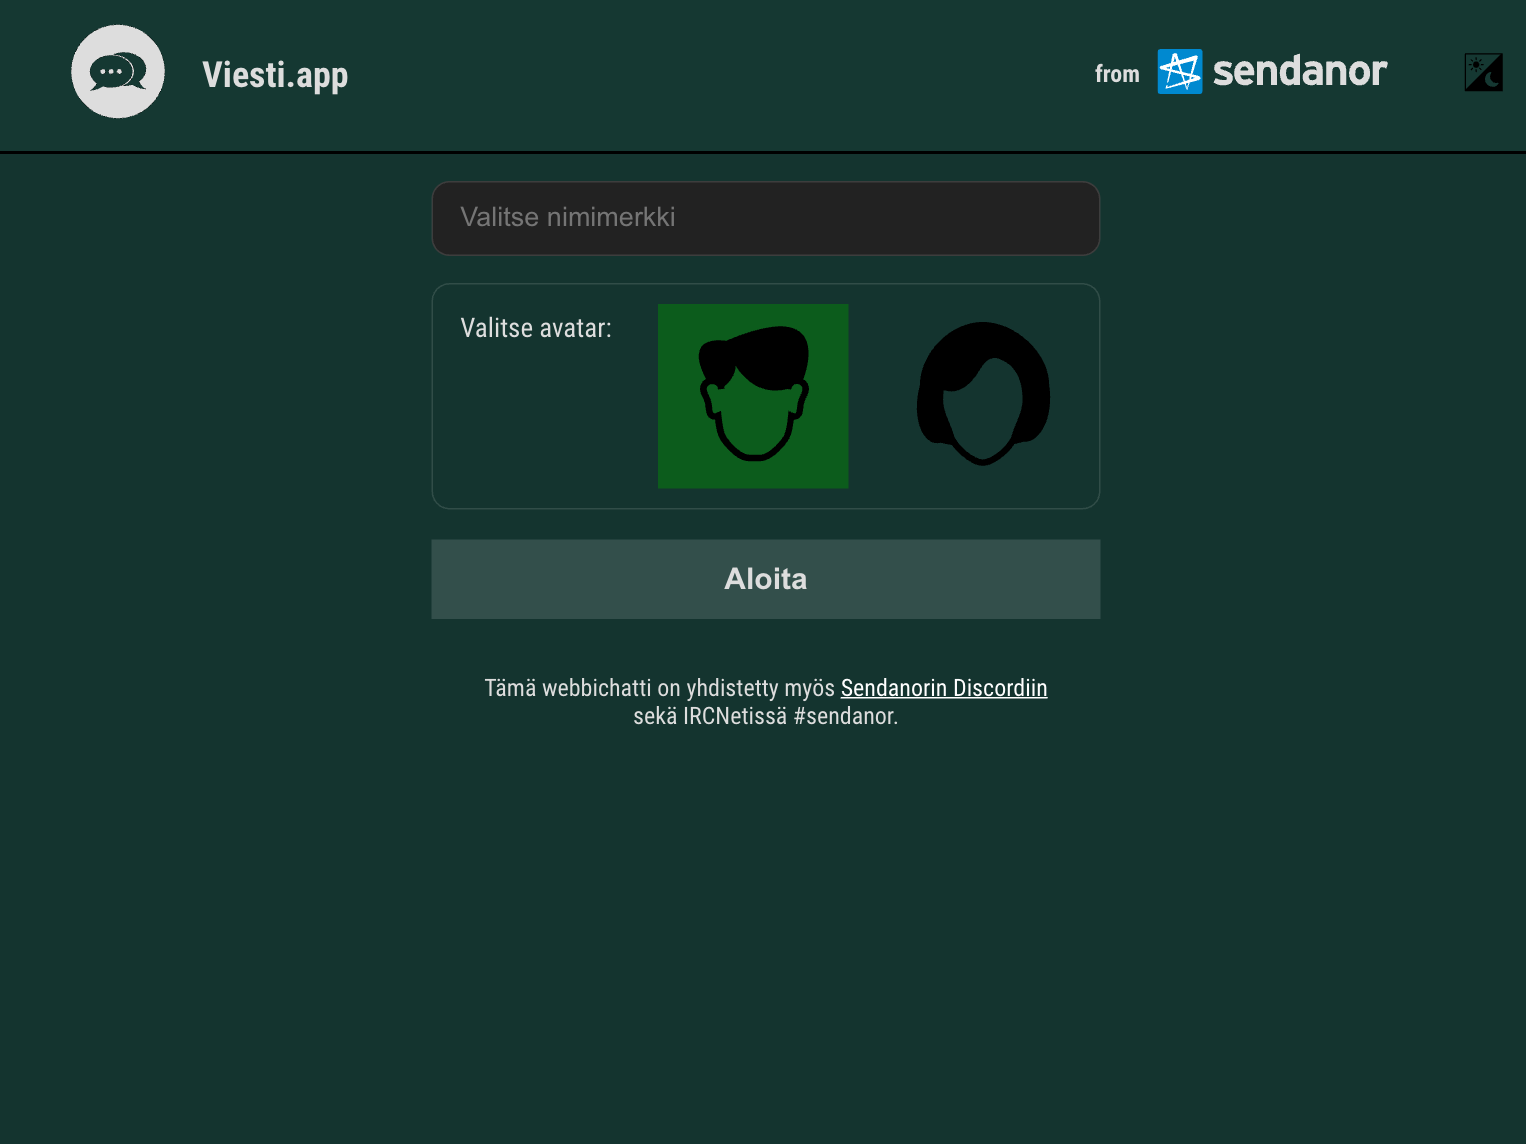 Viesti.app
from sendanor
Valitse nimimerkki
Valitse avatar:
Aloita
Tämä webbichatti on yhdistetty myös Sendanorin Discordiin
sekä IRCNetissä #sendanor.